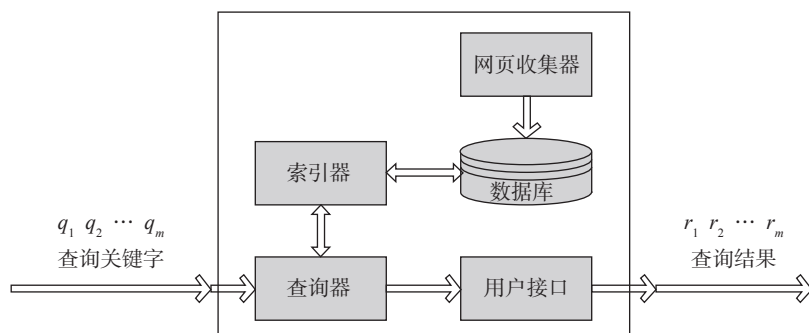 网页收集器
索引器
数据库
q1 q2 … qm
查询关键字
r1 r2 … rm
查询结果
查询器
用户接口